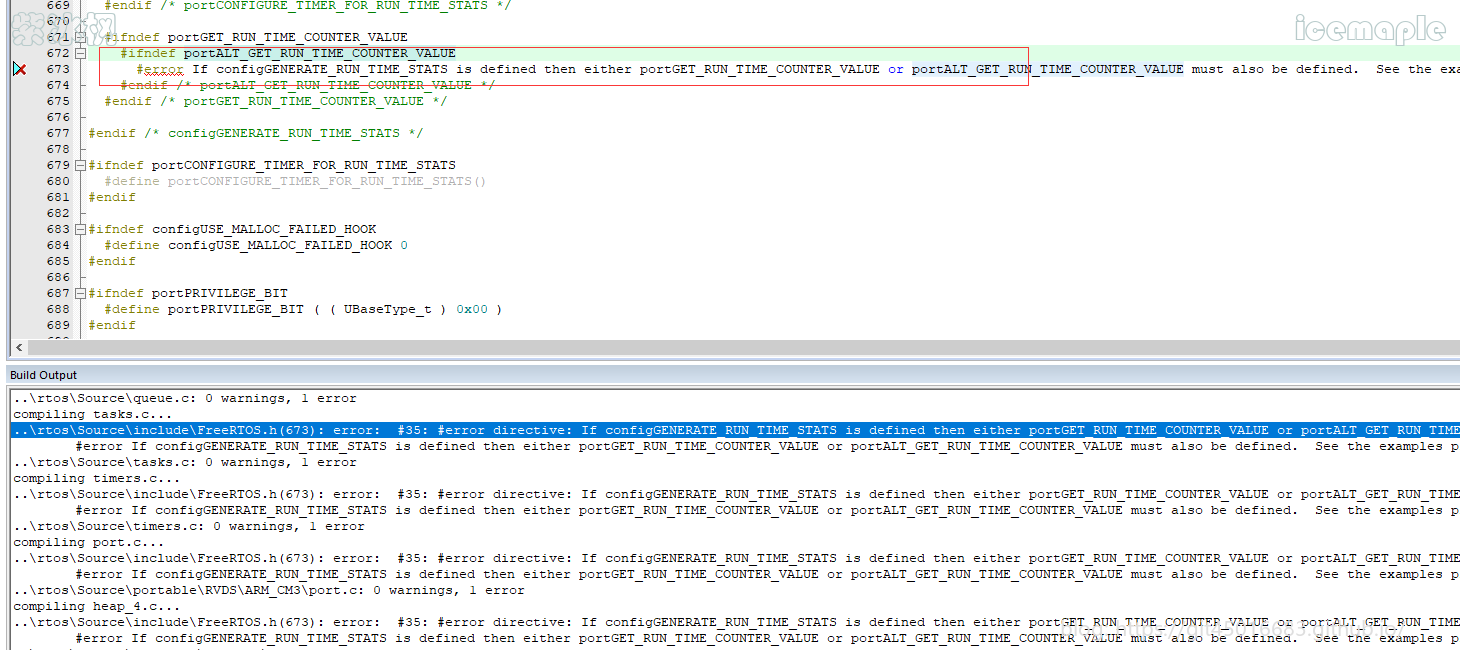 669 #endif /* portCONFIGURE_TIMER_FOR_RUN_TIME_STATS */
670
671 #ifndef portGET_RUN_TIME_COUNTER_VALUE
672 #ifndef portALT_GET_RUN_TIME_COUNTER_VALUE
673 #error If configGENERATE_RUN_TIME_STATS is defined then either portGET_RUN_TIME_COUNTER_VALUE or portALT_GET_RUN_TIME_COUNTER_VALUE must also be defined.  See the exa
674 #endif /* portALT_GET_RUN_TIME_COUNTER_VALUE */
675 #endif /* portGET_RUN_TIME_COUNTER_VALUE */
676
677 #endif /* configGENERATE_RUN_TIME_STATS */
678
679 #ifndef portCONFIGURE_TIMER_FOR_RUN_TIME_STATS
680 #define portCONFIGURE_TIMER_FOR_RUN_TIME_STATS()
681 #endif
682
683 #ifndef configUSE_MALLOC_FAILED_HOOK
684 #define configUSE_MALLOC_FAILED_HOOK 0
685 #endif
686
687 #ifndef portPRIVILEGE_BIT
688 #define portPRIVILEGE_BIT ( ( UBaseType_t ) 0x00 )
689 #endif
icemaple
Build Output
..\rtos\Source\queue.c: 0 warnings, 1 error
compiling tasks.c...
..\rtos\Source\include\FreeRTOS.h(673): error:  #35: #error directive: If configGENERATE_RUN_TIME_STATS is defined then either portGET_RUN_TIME_COUNTER_VALUE or portALT_GET_RUN_TIME
#error If configGENERATE_RUN_TIME_STATS is defined then either portGET_RUN_TIME_COUNTER_VALUE or portALT_GET_RUN_TIME_COUNTER_VALUE must also be defined.  See the examples p
..\rtos\Source\tasks.c: 0 warnings, 1 error
compiling timers.c...
..\rtos\Source\include\FreeRTOS.h(673): error:  #35: #error directive: If configGENERATE_RUN_TIME_STATS is defined then either portGET_RUN_TIME_COUNTER_VALUE or portALT_GET_RUN_TIME
#error If configGENERATE_RUN_TIME_STATS is defined then either portGET_RUN_TIME_COUNTER_VALUE or portALT_GET_RUN_TIME_COUNTER_VALUE must also be defined.  See the examples p
..\rtos\Source\timers.c: 0 warnings, 1 error
compiling port.c...
..\rtos\Source\include\FreeRTOS.h(673): error:  #35: #error directive: If configGENERATE_RUN_TIME_STATS is defined then either portGET_RUN_TIME_COUNTER_VALUE or portALT_GET_RUN_TIME
#error If configGENERATE_RUN_TIME_STATS is defined then either portGET_RUN_TIME_COUNTER_VALUE or portALT_GET_RUN_TIME_COUNTER_VALUE must also be defined.  See the examples p
..\rtos\Source\portable\RVDS\ARM_CM3\port.c: 0 warnings, 1 error
compiling heap_4.c...
..\rtos\Source\include\FreeRTOS.h(673): error:  #35: #error directive: If configGENERATE_RUN_TIME_STATS is defined then either portGET_RUN_TIME_COUNTER_VALUE or portALT_GET_RUN_TIME
#error If configGENERATE_RUN_TIME_STATS is defined then either portGET_RUN_TIME_COUNTER_VALUE or portALT_GET_RUN_TIME_COUNTER_VALUE must also be defined.  See the examples p